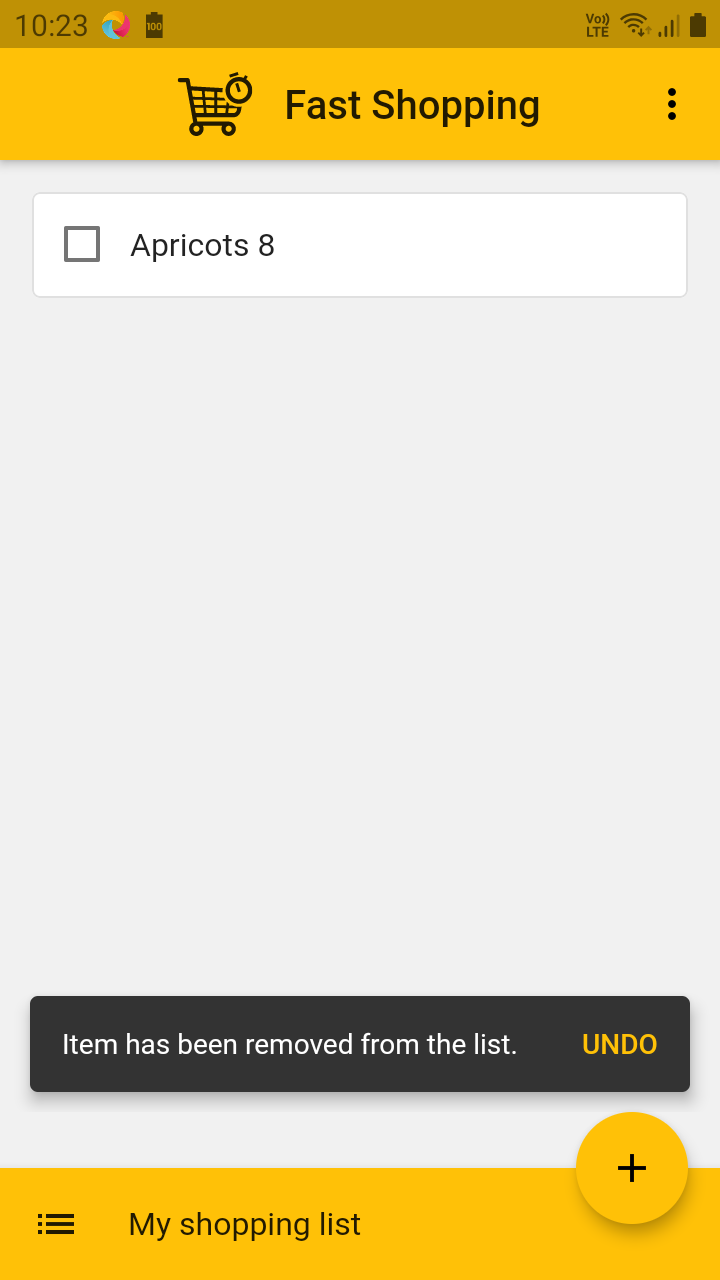 10:23
100
Vo)) LTE
Fast Shopping
Apricots 8
Item has been removed from the list. UNDO
My shopping list